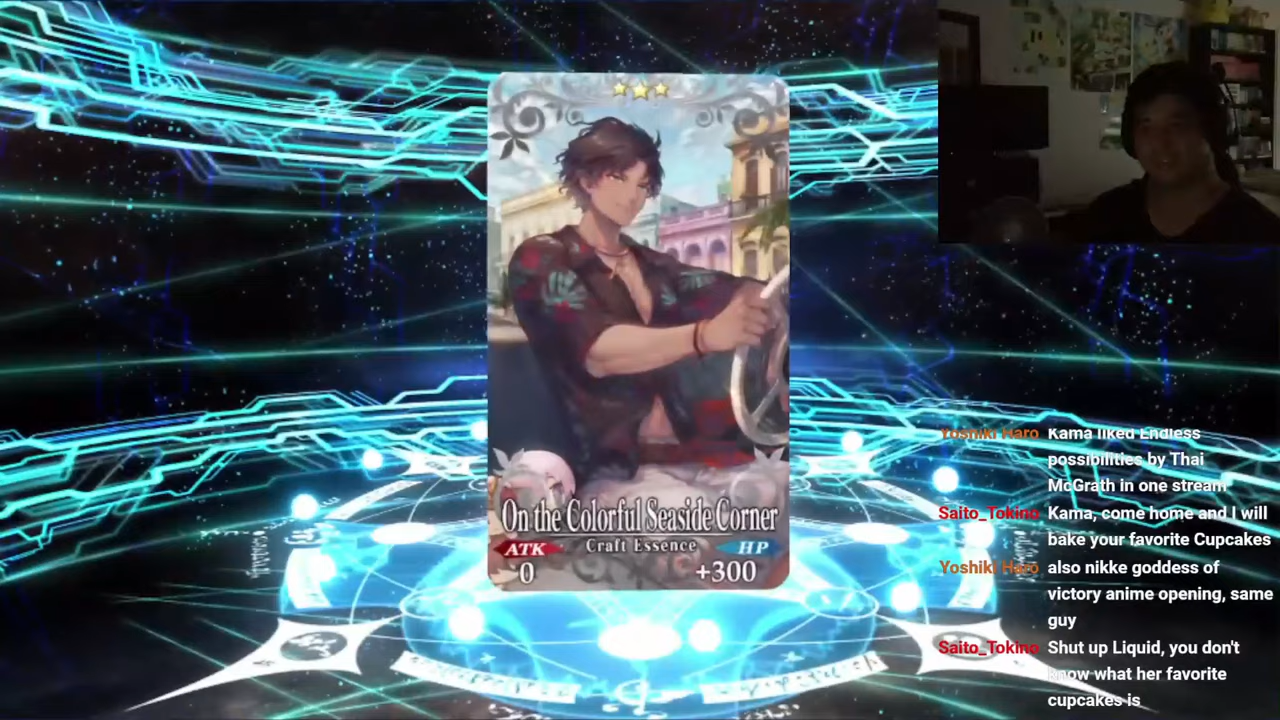 On the Colorful Seaside Corner
ATK Craft Essence HP
0 +300
Yoshiki Haro Kama liked Endless
possibilities by Thai
McGrath in one stream
Saito_Tokino Kama, come home and I will
bake your favorite Cupcakes
Yoshiki Haro also nikke goddess of
victory anime opening, same
guy
Saito_Tokino Shut up Liquid, you don't
know what her favorite
cupcakes is